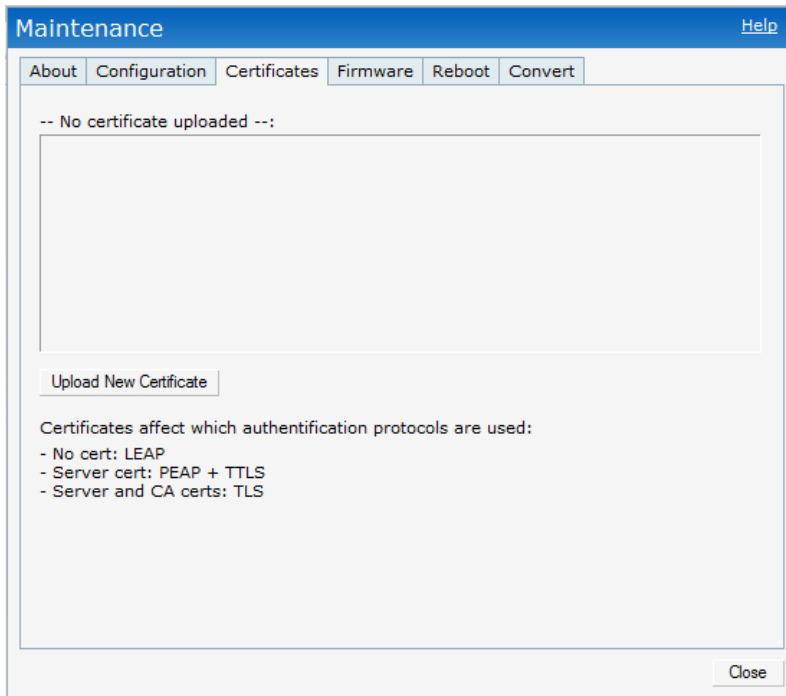 Maintenance
Help
About Configuration Certificates Firmware Reboot Convert
-- No certificate uploaded --:
Upload New Certificate
Certificates affect which authentification protocols are used:
- No cert: LEAP
- Server cert: PEAP + TTLS
- Server and CA certs: TLS
Close